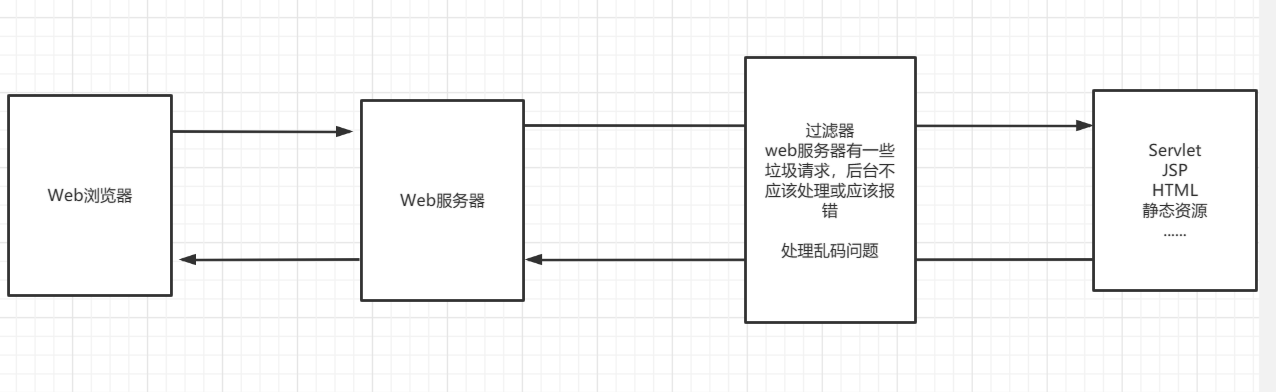 Web浏览器
Web服务器
过滤器
web服务器有一些
垃圾请求，后台不
应该处理或应该报
错
处理乱码问题
Servlet
JSP
HTML
静态资源
......